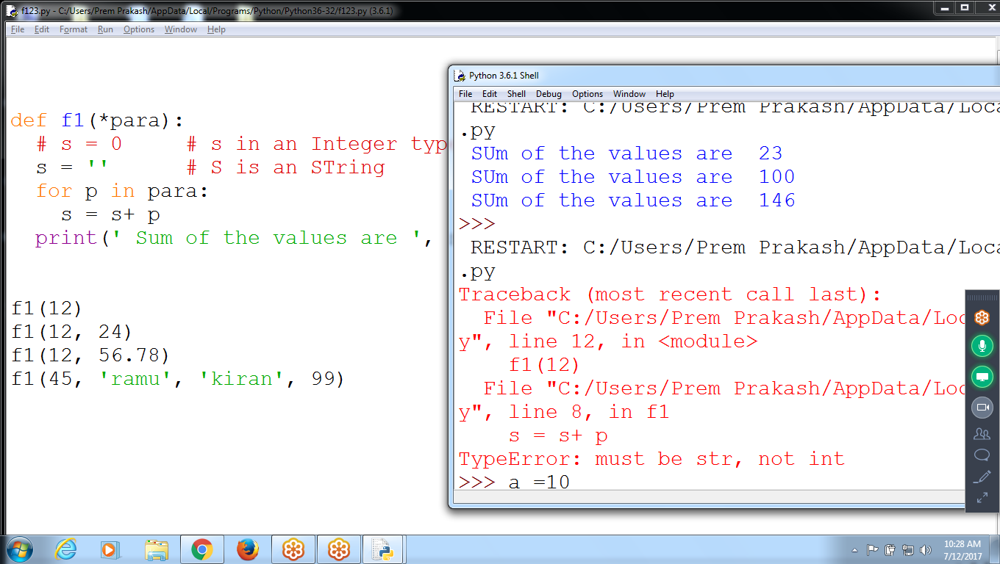 f123.py - C:/Users/Prem Prakash/AppData/Local/Programs/Python/Python36-32/f123.py (3.6.1)
File Edit Format Run Options Window Help
def f1(*para):
# s = 0 # s in an Integer typ
s = '' # S is an STring
for p in para:
s = s+ p
print(' Sum of the values are ',
f1(12)
f1(12, 24)
f1(12, 56.78)
f1(45, 'ramu', 'kiran', 99)
Python 3.6.1 Shell
File Edit Shell Debug Options Window Help
RESTART: C:/Users/Prem Prakash/AppData/Loca
.py
SUm of the values are 23
SUm of the values are 100
SUm of the values are 146
>>>
RESTART: C:/Users/Prem Prakash/AppData/Loca
.py
Traceback (most recent call last):
File "C:/Users/Prem Prakash/AppData/Loc
y", line 12, in <module>
f1(12)
File "C:/Users/Prem Prakash/AppData/Loc
y", line 8, in f1
s = s+ p
TypeError: must be str, not int
>>> a =10
10:28 AM
7/12/2017